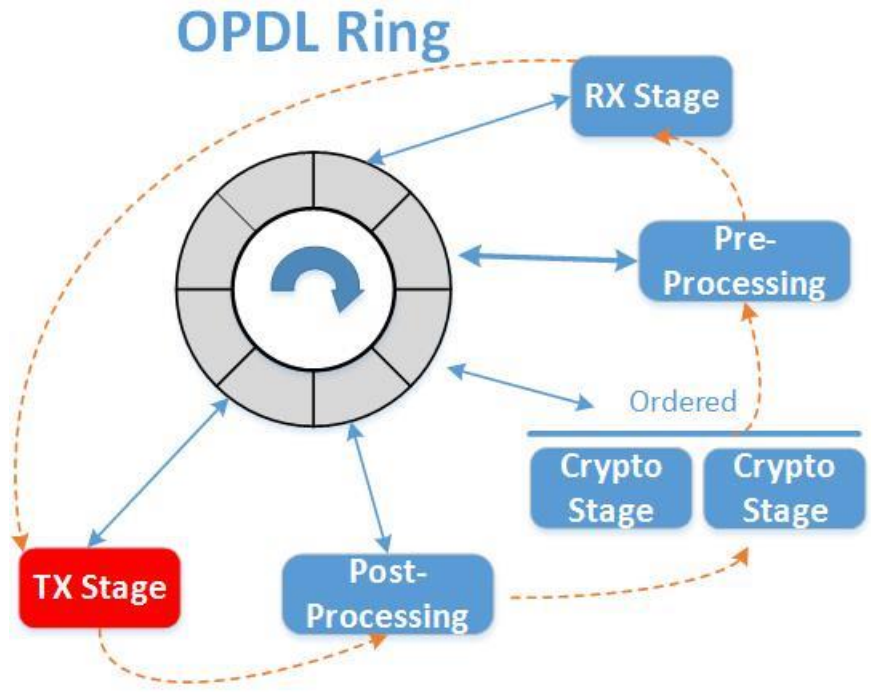 OPDL Ring
RX Stage
Pre-
Processing
Ordered
Crypto
Stage
Crypto
Stage
TX Stage
Post-
Processing